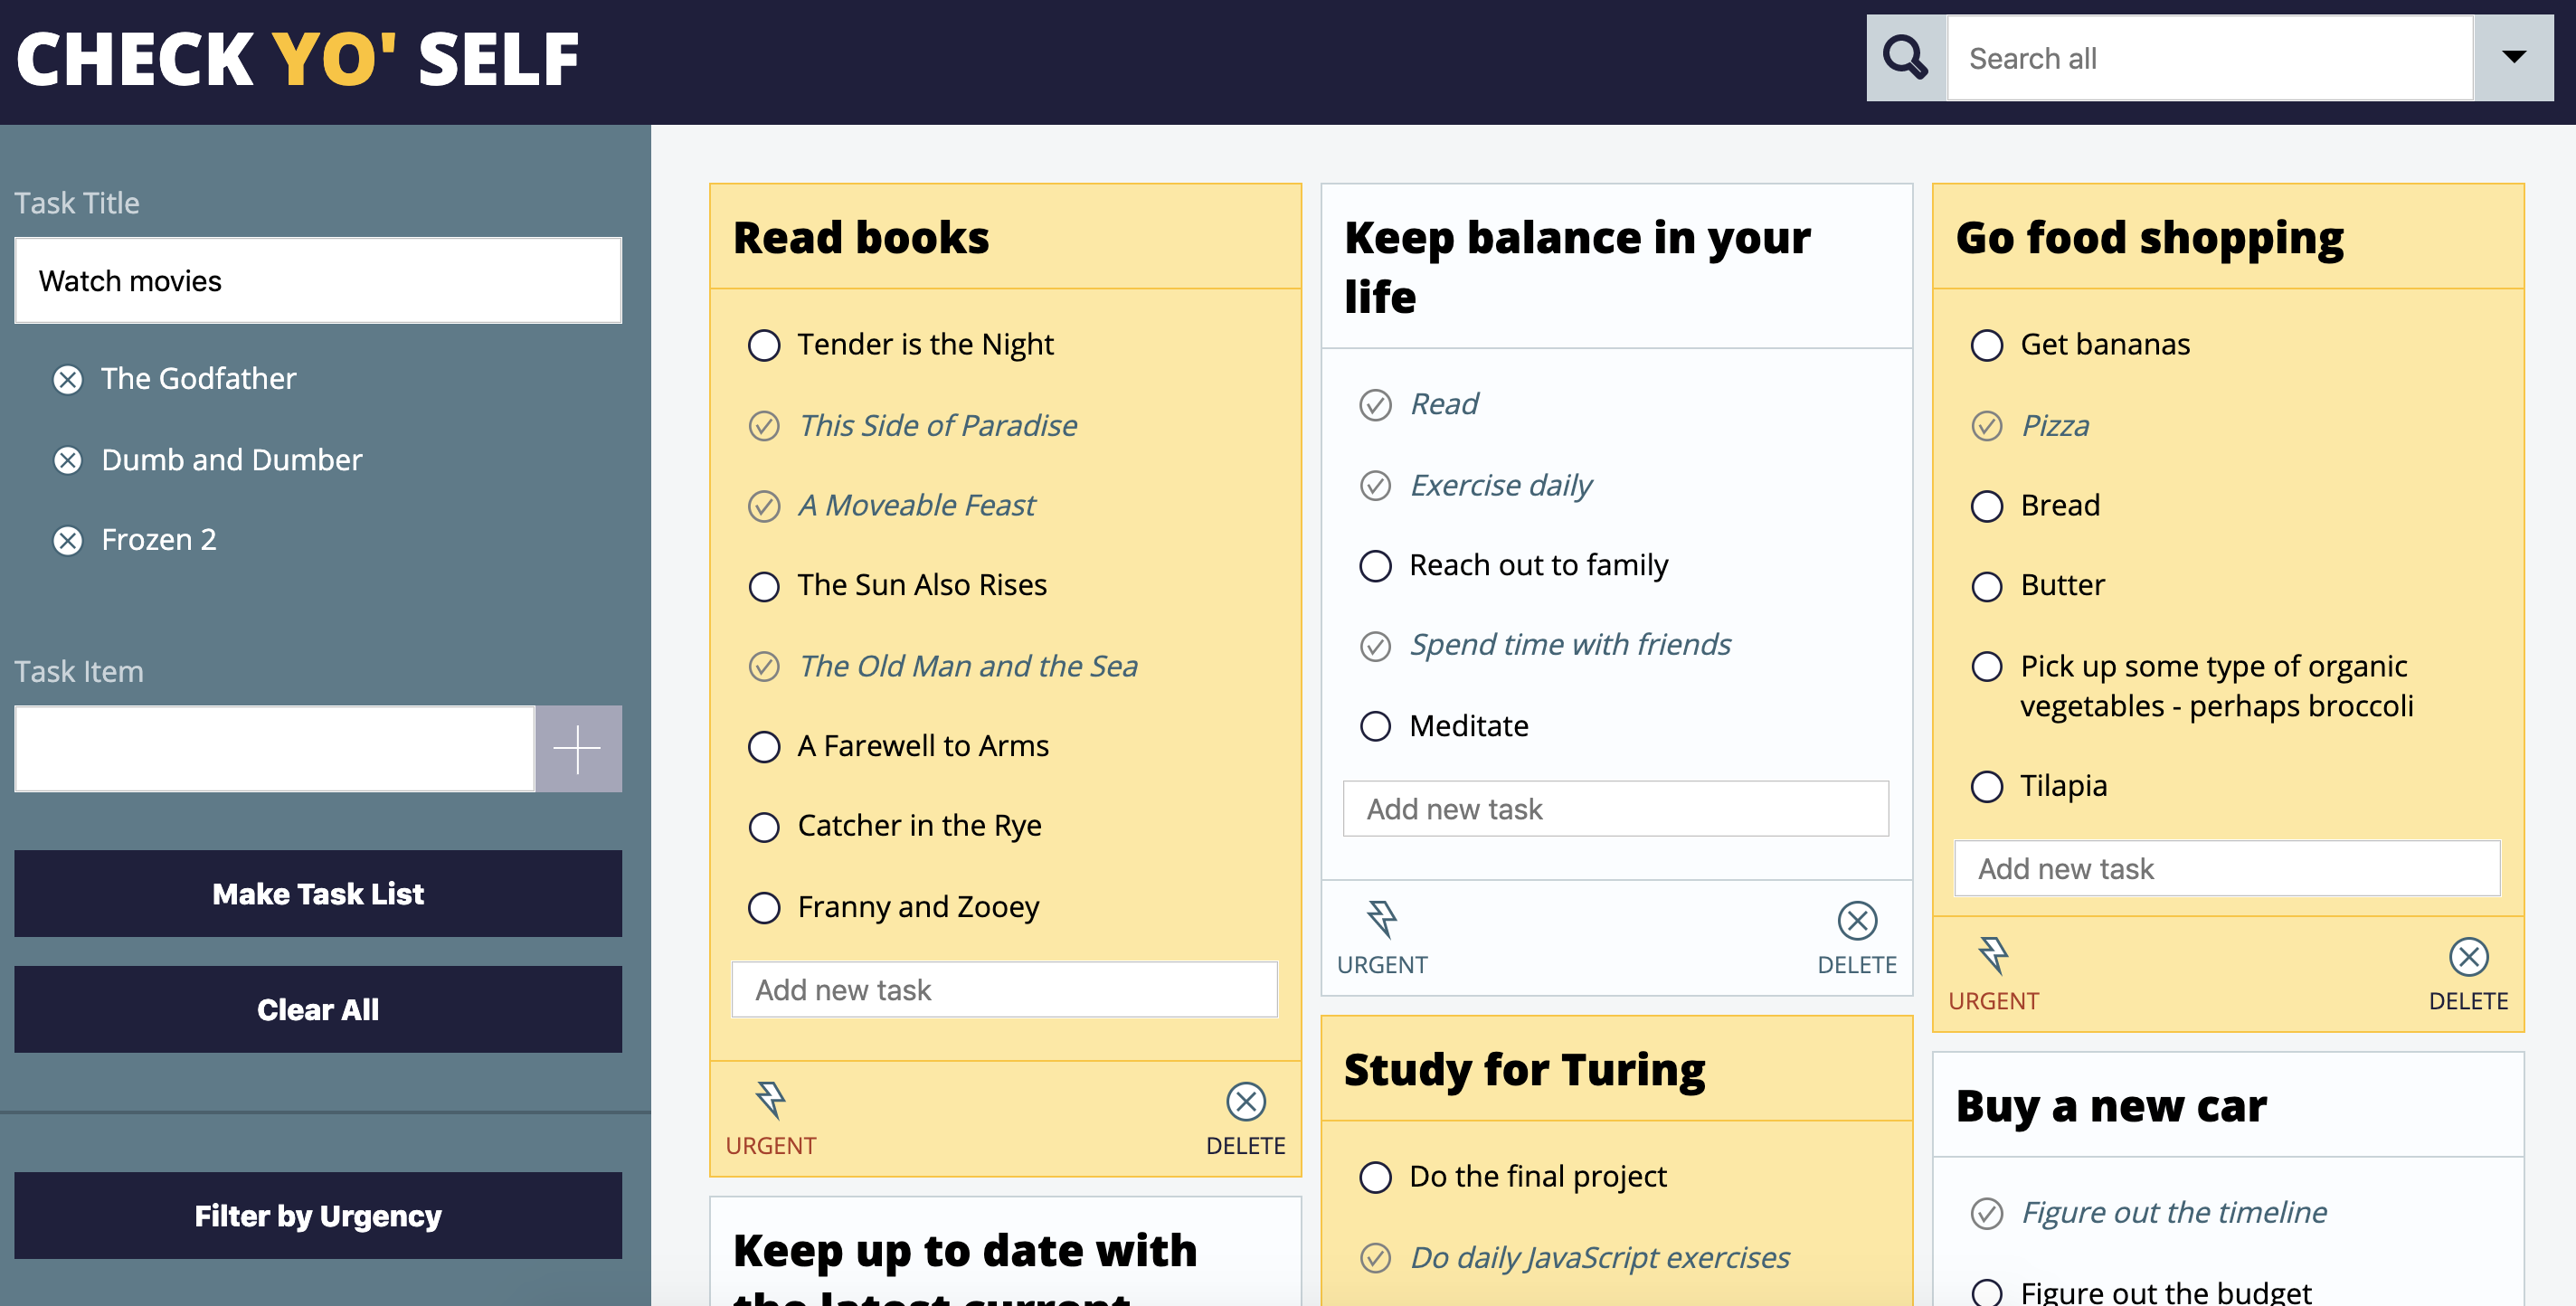 CHECK YO' SELF
Search all
Task Title
Watch movies
The Godfather
Dumb and Dumber
Frozen 2
Task Item
Make Task List
Clear All
Filter by Urgency
Read books
Tender is the Night
This Side of Paradise
A Moveable Feast
The Sun Also Rises
The Old Man and the Sea
A Farewell to Arms
Catcher in the Rye
Franny and Zooey
Add new task
URGENT
DELETE
Keep up to date with
the latest current
Keep balance in your
life
Read
Exercise daily
Reach out to family
Spend time with friends
Meditate
Add new task
URGENT
DELETE
Study for Turing
Do the final project
Do daily JavaScript exercises
Go food shopping
Get bananas
Pizza
Bread
Butter
Pick up some type of organic
vegetables - perhaps broccoli
Tilapia
Add new task
URGENT
DELETE
Buy a new car
Figure out the timeline
Figure out the budget